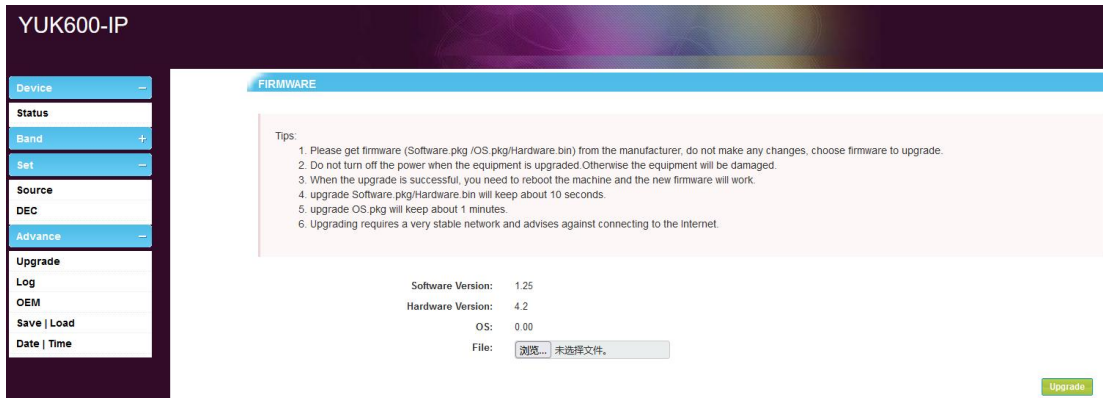 YUK600-IP
Device −
Status
Band +
Set −
Source
DEC
Advance −
Upgrade
Log
OEM
Save | Load
Date | Time
FIRMWARE
Tips:
1. Please get firmware (Software.pkg /OS.pkg/Hardware.bin) from the manufacturer, do not make any changes, choose firmware to upgrade.
2. Do not turn off the power when the equipment is upgraded.Otherwise the equipment will be damaged.
3. When the upgrade is successful, you need to reboot the machine and the new firmware will work.
4. upgrade Software.pkg/Hardware.bin will keep about 10 seconds.
5. upgrade OS.pkg will keep about 1 minutes.
6. Upgrading requires a very stable network and advises against connecting to the Internet.
Software Version: 1.25
Hardware Version: 4.2
OS: 0.00
File: 浏览... 未选择文件。
Upgrade